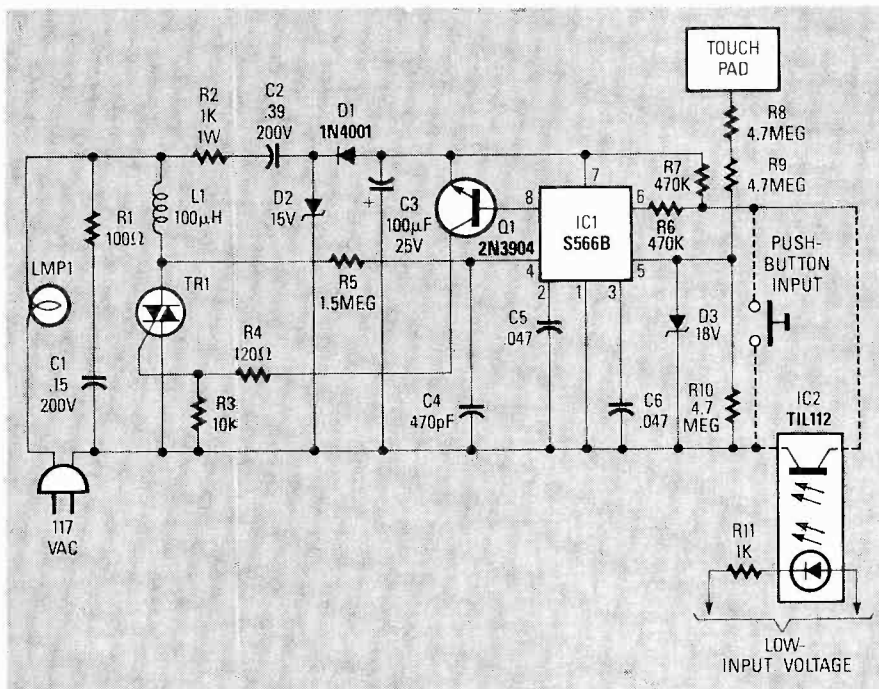 TOUCH
PAD
R2
1K
1W
C2
.39
200V
D1
1N4001
R8
4.7MEG
R1
100Ω
L1
100µH
D2
15V
C3
100µF
25V
+
Q1
2N3904
8
7
6
IC1
S566B
4
5
2
1
3
R7
470K
R6
470K
R9
4.7MEG
LMP1
TR1
R5
1.5MEG
PUSH-
BUTTON
INPUT
C1
.15
200V
R4
120Ω
R3
10k
C4
470pF
C5
.047
C6
.047
D3
18V
R10
4.7
MEG
IC2
TIL112
117
VAC
R11
1K
LOW-
INPUT VOLTAGE